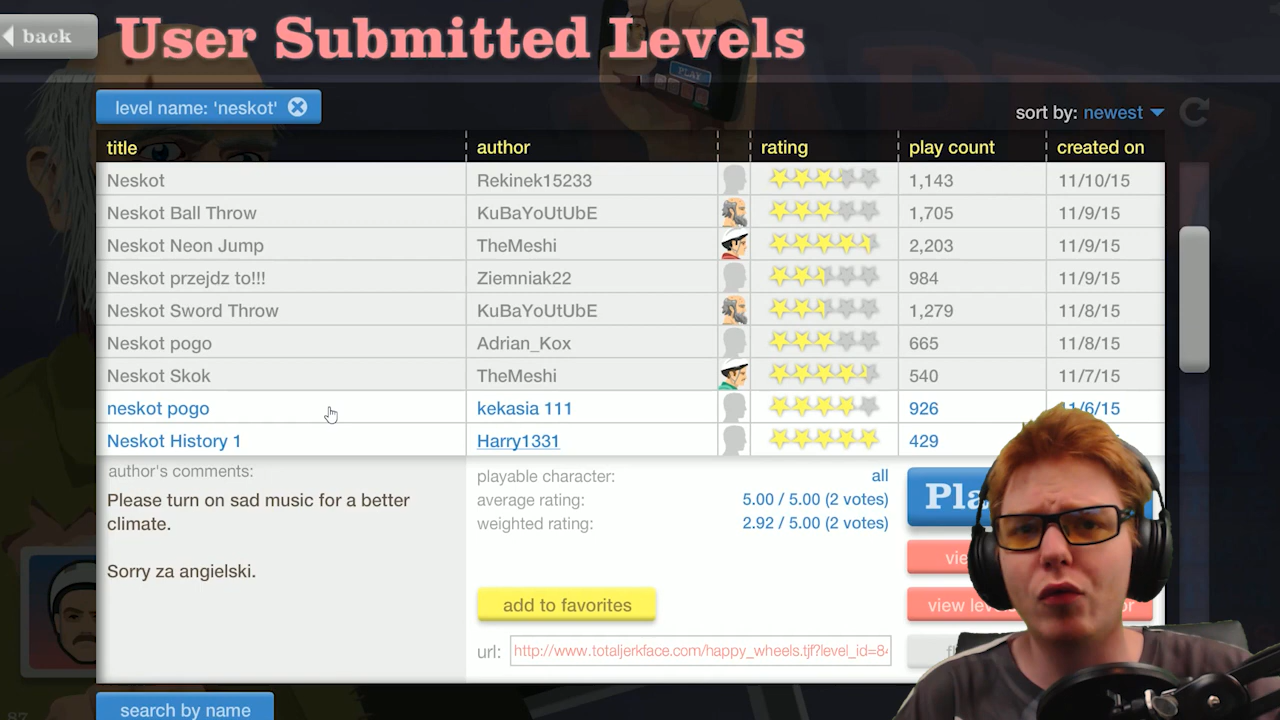 back
User Submitted Levels
level name: 'neskot'
sort by: newest
title author rating play count created on
Neskot Rekinek15233 1,143 11/10/15
Neskot Ball Throw KuBaYoUtUbE 1,705 11/9/15
Neskot Neon Jump TheMeshi 2,203 11/9/15
Neskot przejdz to!!! Ziemniak22 984 11/9/15
Neskot Sword Throw KuBaYoUtUbE 1,279 11/8/15
Neskot pogo Adrian_Kox 665 11/8/15
Neskot Skok TheMeshi 540 11/7/15
neskot pogo kekasia 111 926 11/6/15
Neskot History 1 Harry1331 429
author's comments:
Please turn on sad music for a better
climate.
Sorry za angielski.
playable character: all
average rating: 5.00 / 5.00 (2 votes)
weighted rating: 2.92 / 5.00 (2 votes)
add to favorites
url: http://www.totaljerkface.com/happy_wheels.tjf?level_id=84
search by name
PLAY